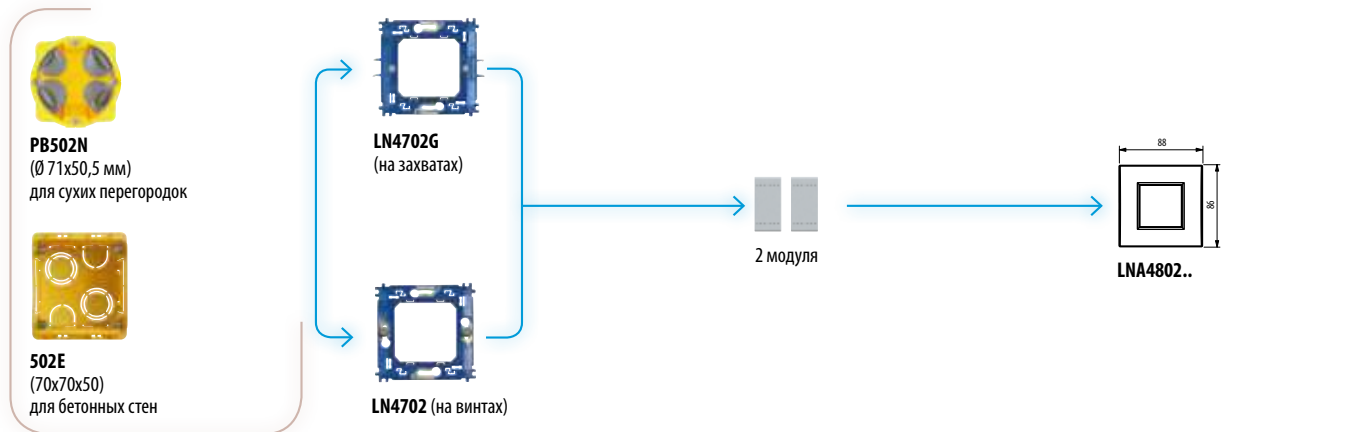 PB502N
(Ø 71x50,5 мм)
для сухих перегородок
502E
(70x70x50)
для бетонных стен
LN4702G
(на захватах)
LN4702 (на винтах)
2 модуля
88
86
LNA4802..